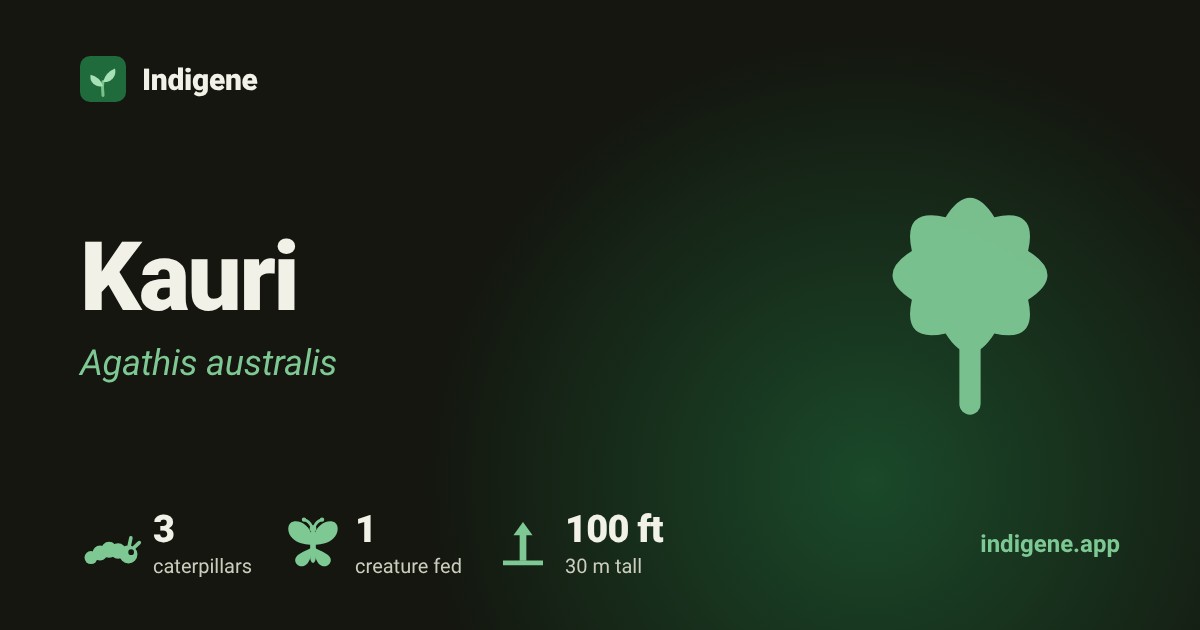 Indigene
Kauri
Agathis australis
3
caterpillars
1
creature fed
100 ft
30 m tall
indigene.app